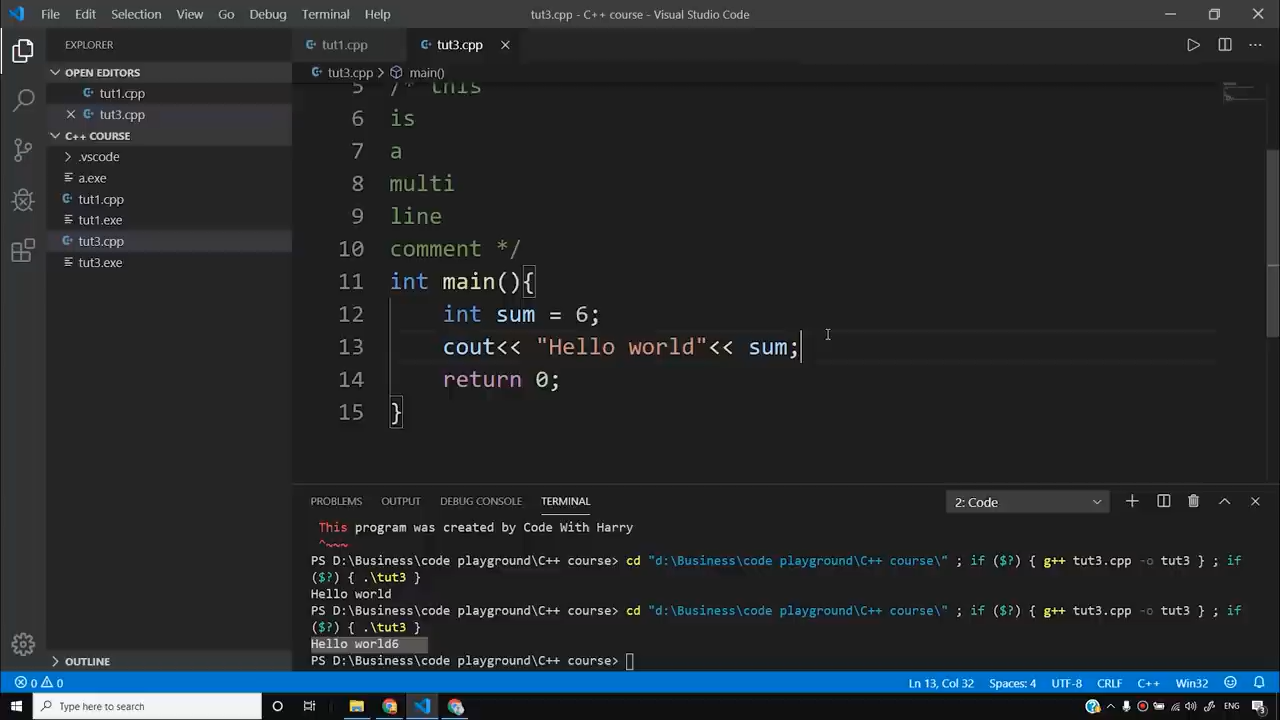 File Edit Selection View Go Debug Terminal Help
tut3.cpp - C++ course - Visual Studio Code
EXPLORER
OPEN EDITORS
tut1.cpp
tut3.cpp
C++ COURSE
.vscode
a.exe
tut1.cpp
tut1.exe
tut3.cpp
tut3.exe
OUTLINE
tut1.cpp tut3.cpp
tut3.cpp > main()
5 /* this
6 is
7 a
8 multi
9 line
10 comment */
11 int main(){
12 int sum = 6;
13 cout<< "Hello world"<< sum;
14 return 0;
15 }
PROBLEMS OUTPUT DEBUG CONSOLE TERMINAL
2: Code
This program was created by Code With Harry
^~~~
PS D:\Business\code playground\C++ course> cd "d:\Business\code playground\C++ course\" ; if ($?) { g++ tut3.cpp -o tut3 } ; if
($?) { .\tut3 }
Hello world
PS D:\Business\code playground\C++ course> cd "d:\Business\code playground\C++ course\" ; if ($?) { g++ tut3.cpp -o tut3 } ; if
($?) { .\tut3 }
Hello world6
PS D:\Business\code playground\C++ course>
0 0
Ln 13, Col 32 Spaces: 4 UTF-8 CRLF C++ Win32
Type here to search
ENG